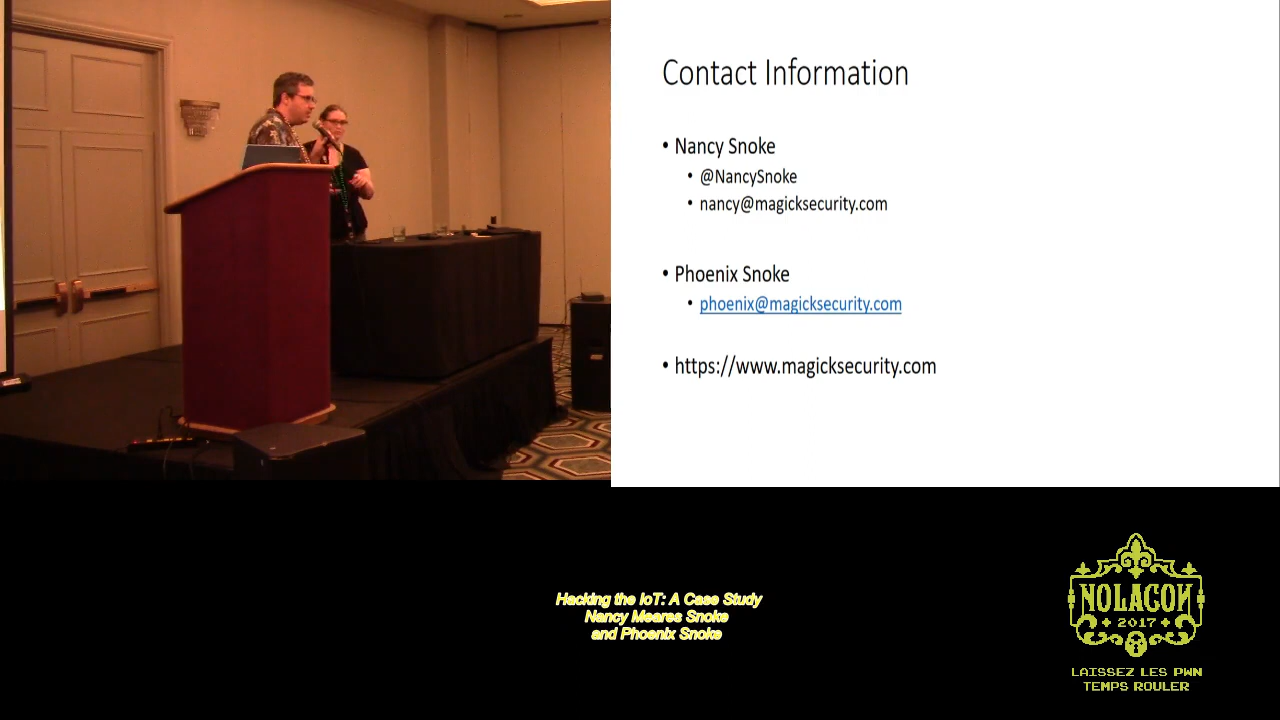 Contact Information
• Nancy Snoke
• @NancySnoke
• nancy@magicksecurity.com
• Phoenix Snoke
• phoenix@magicksecurity.com
• https://www.magicksecurity.com
Hacking the IoT: A Case Study
Nancy Meares Snoke
and Phoenix Snoke
NOLACON
2017
LAISSEZ LES PWN
TEMPS ROULER